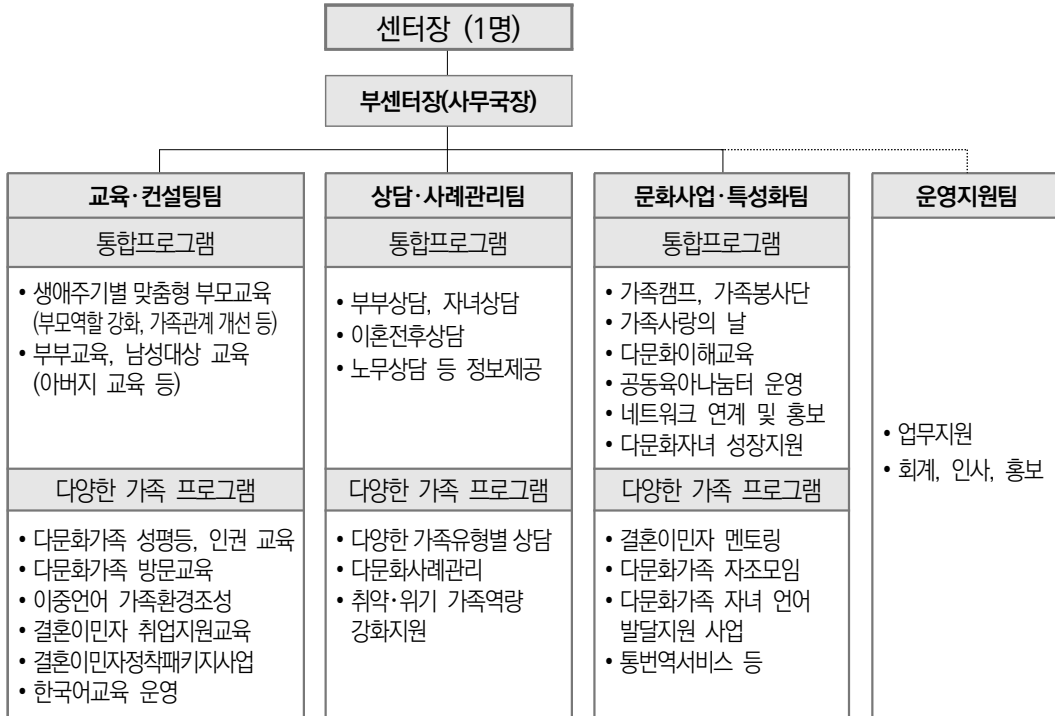 센터장 (1명)
부센터장(사무국장)
교육·컨설팅팀
통합프로그램
• 생애주기별 맞춤형 부모교육
(부모역할 강화, 가족관계 개선 등)
• 부부교육, 남성대상 교육
(아버지 교육 등)
다양한 가족 프로그램
• 다문화가족 성평등, 인권 교육
• 다문화가족 방문교육
• 이중언어 가족환경조성
• 결혼이민자 취업지원교육
• 결혼이민자정착패키지사업
• 한국어교육 운영
상담·사례관리팀
통합프로그램
• 부부상담, 자녀상담
• 이혼전후상담
• 노무상담 등 정보제공
다양한 가족 프로그램
• 다양한 가족유형별 상담
• 다문화사례관리
• 취약·위기 가족역량
강화지원
문화사업·특성화팀
통합프로그램
• 가족캠프, 가족봉사단
• 가족사랑의 날
• 다문화이해교육
• 공동육아나눔터 운영
• 네트워크 연계 및 홍보
• 다문화자녀 성장지원
다양한 가족 프로그램
• 결혼이민자 멘토링
• 다문화가족 자조모임
• 다문화가족 자녀 언어
발달지원 사업
• 통번역서비스 등
운영지원팀
• 업무지원
• 회계, 인사, 홍보